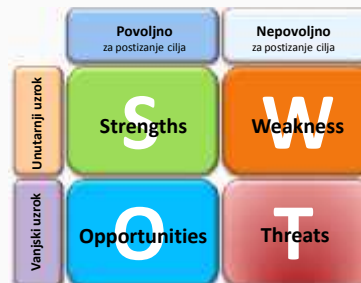 Povoljno
za postizanje cilja
Nepovoljno
za postizanje cilja
Unutarnji uzrok
S
Strengths
W
Weakness
Vanjski uzrok
O
Opportunities
T
Threats